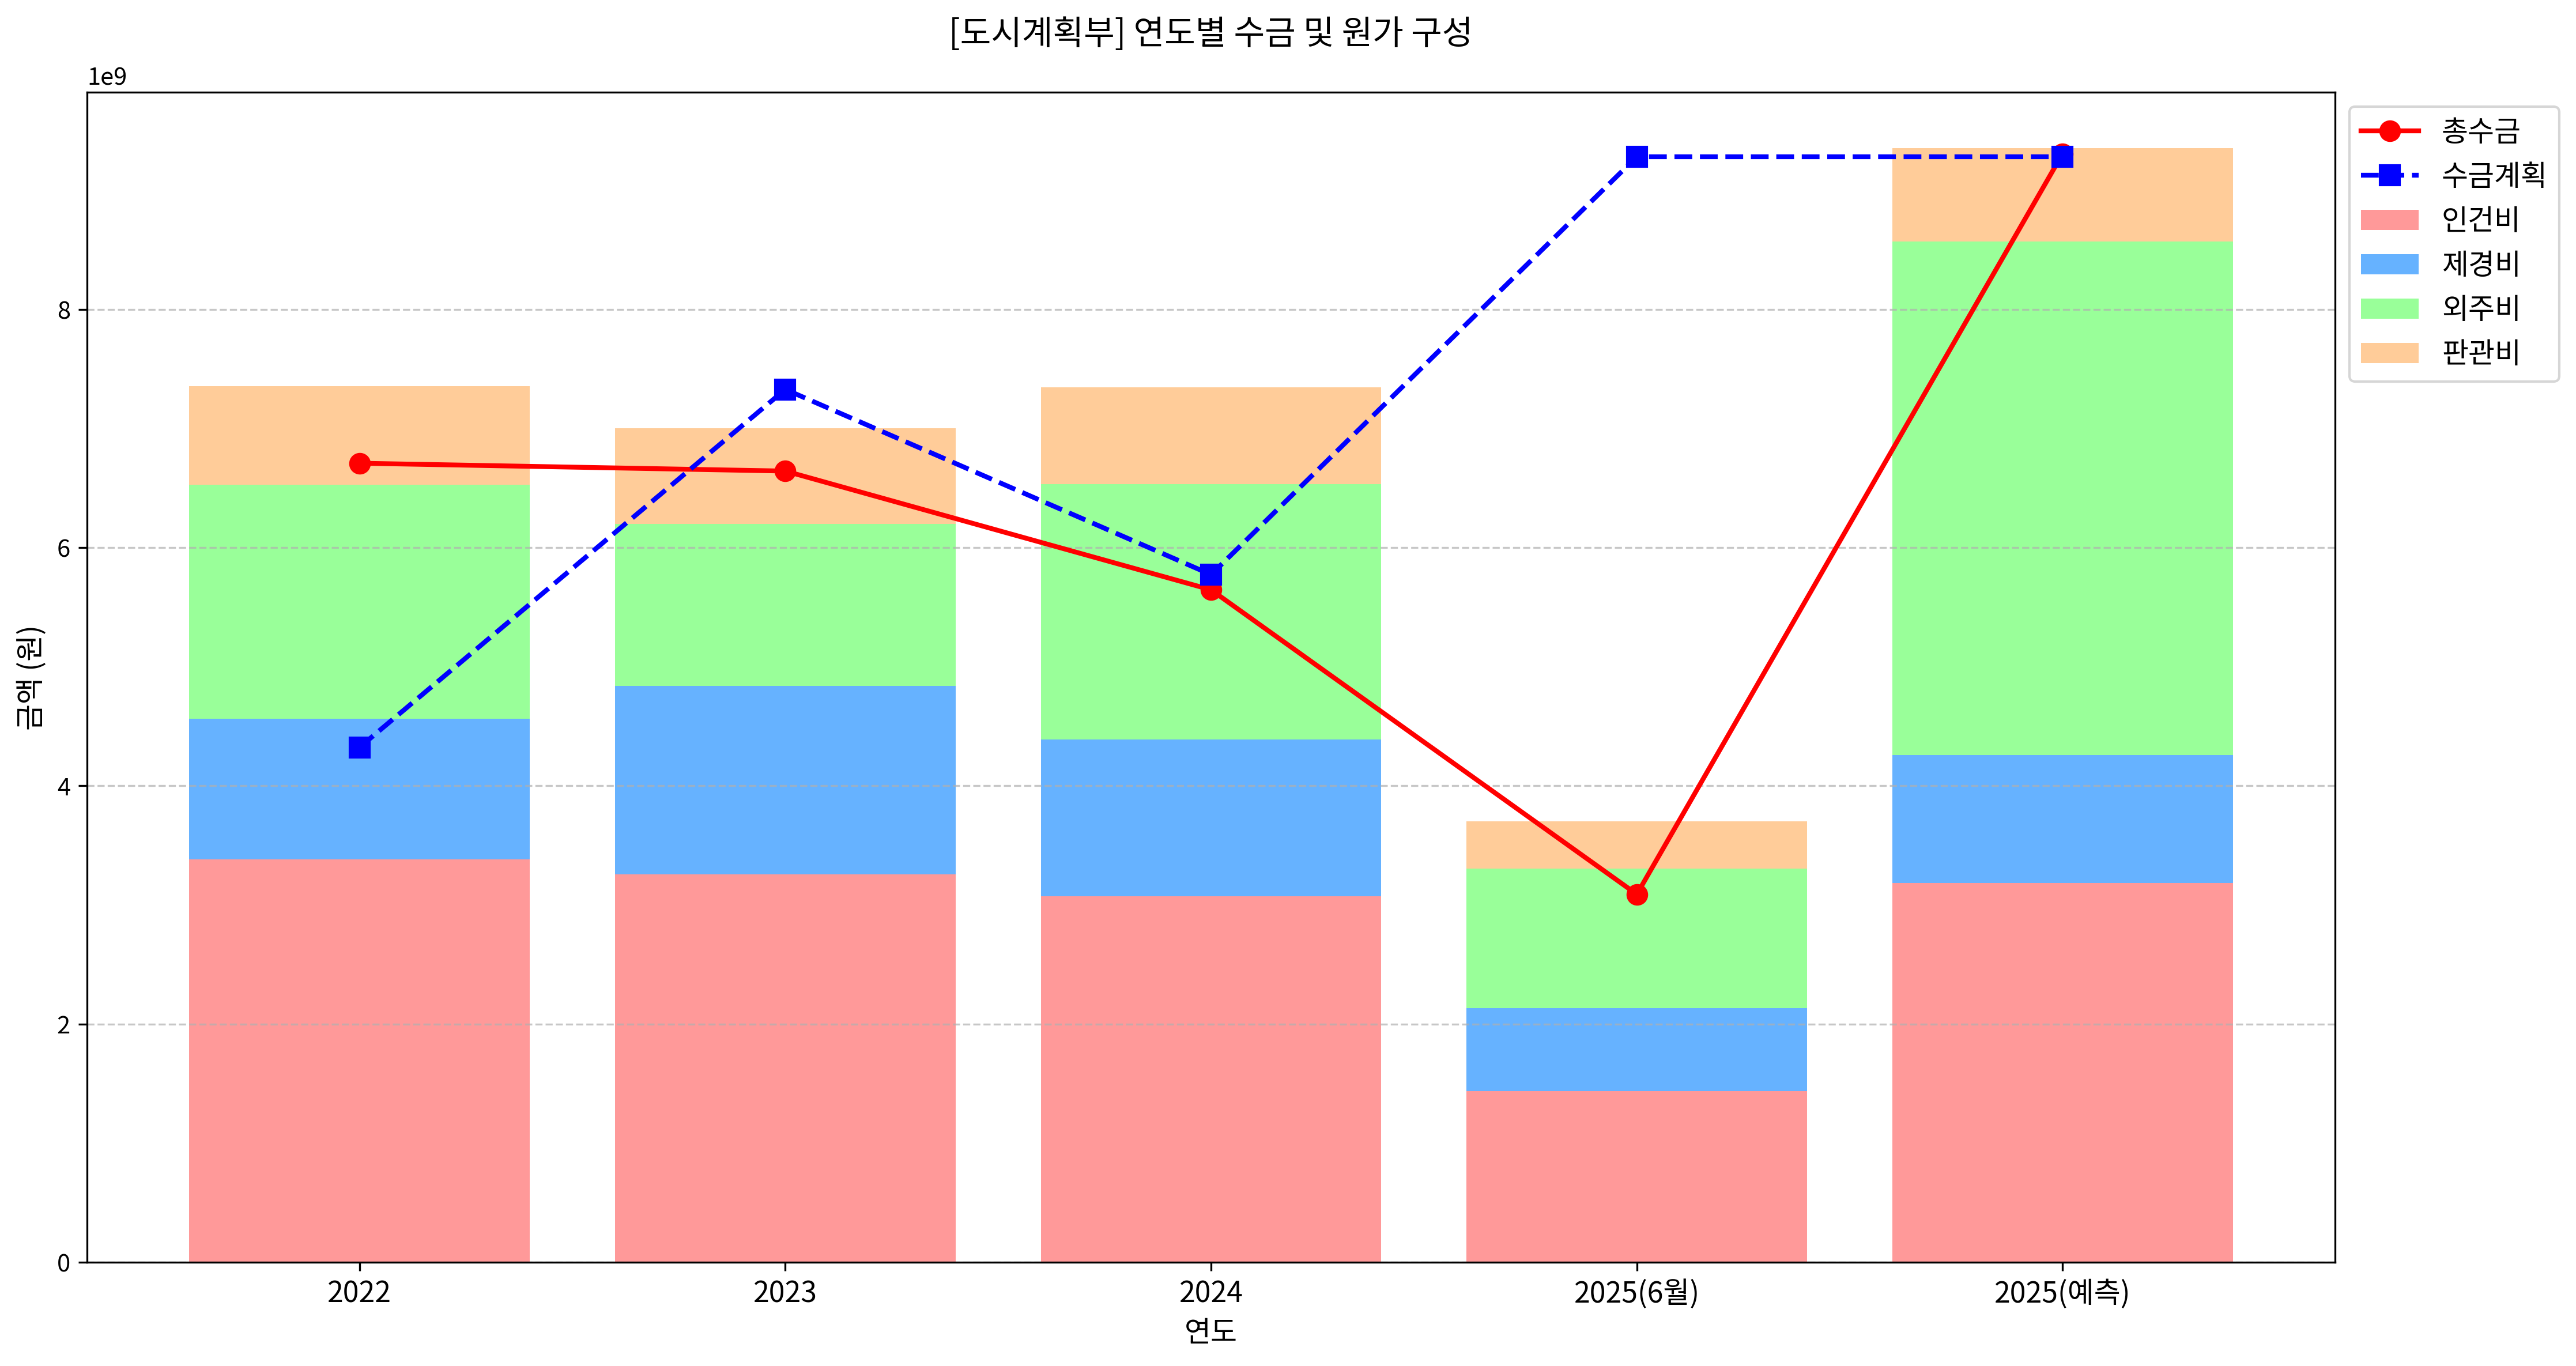 [도시계획부] 연도별 수금 및 원가 구성
1e9
8
6
4
2
0
금액 (원)
2022
2023
2024
2025(6월)
2025(예측)
연도
총수금
수금계획
인건비
제경비
외주비
판관비